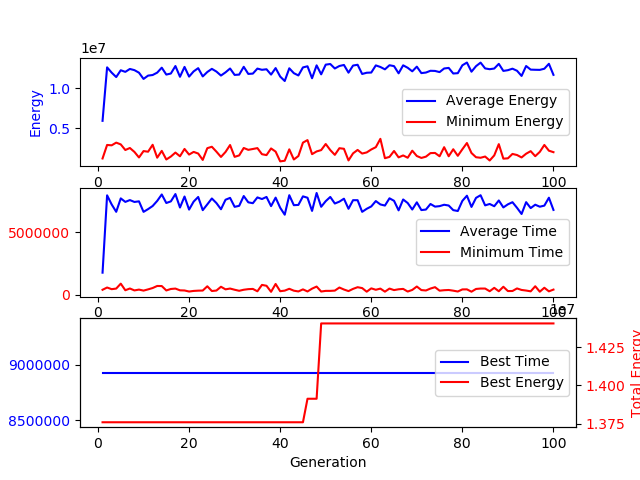 1e7
1.0
0.5
Energy
Average Energy
Minimum Energy
0 20 40 60 80 100
5000000
0
Average Time
Minimum Time
0 20 40 60 80 100
1e7
9000000
8500000
Best Time
Best Energy
1.425
1.400
1.375
Total Energy
0 20 40 60 80 100
Generation